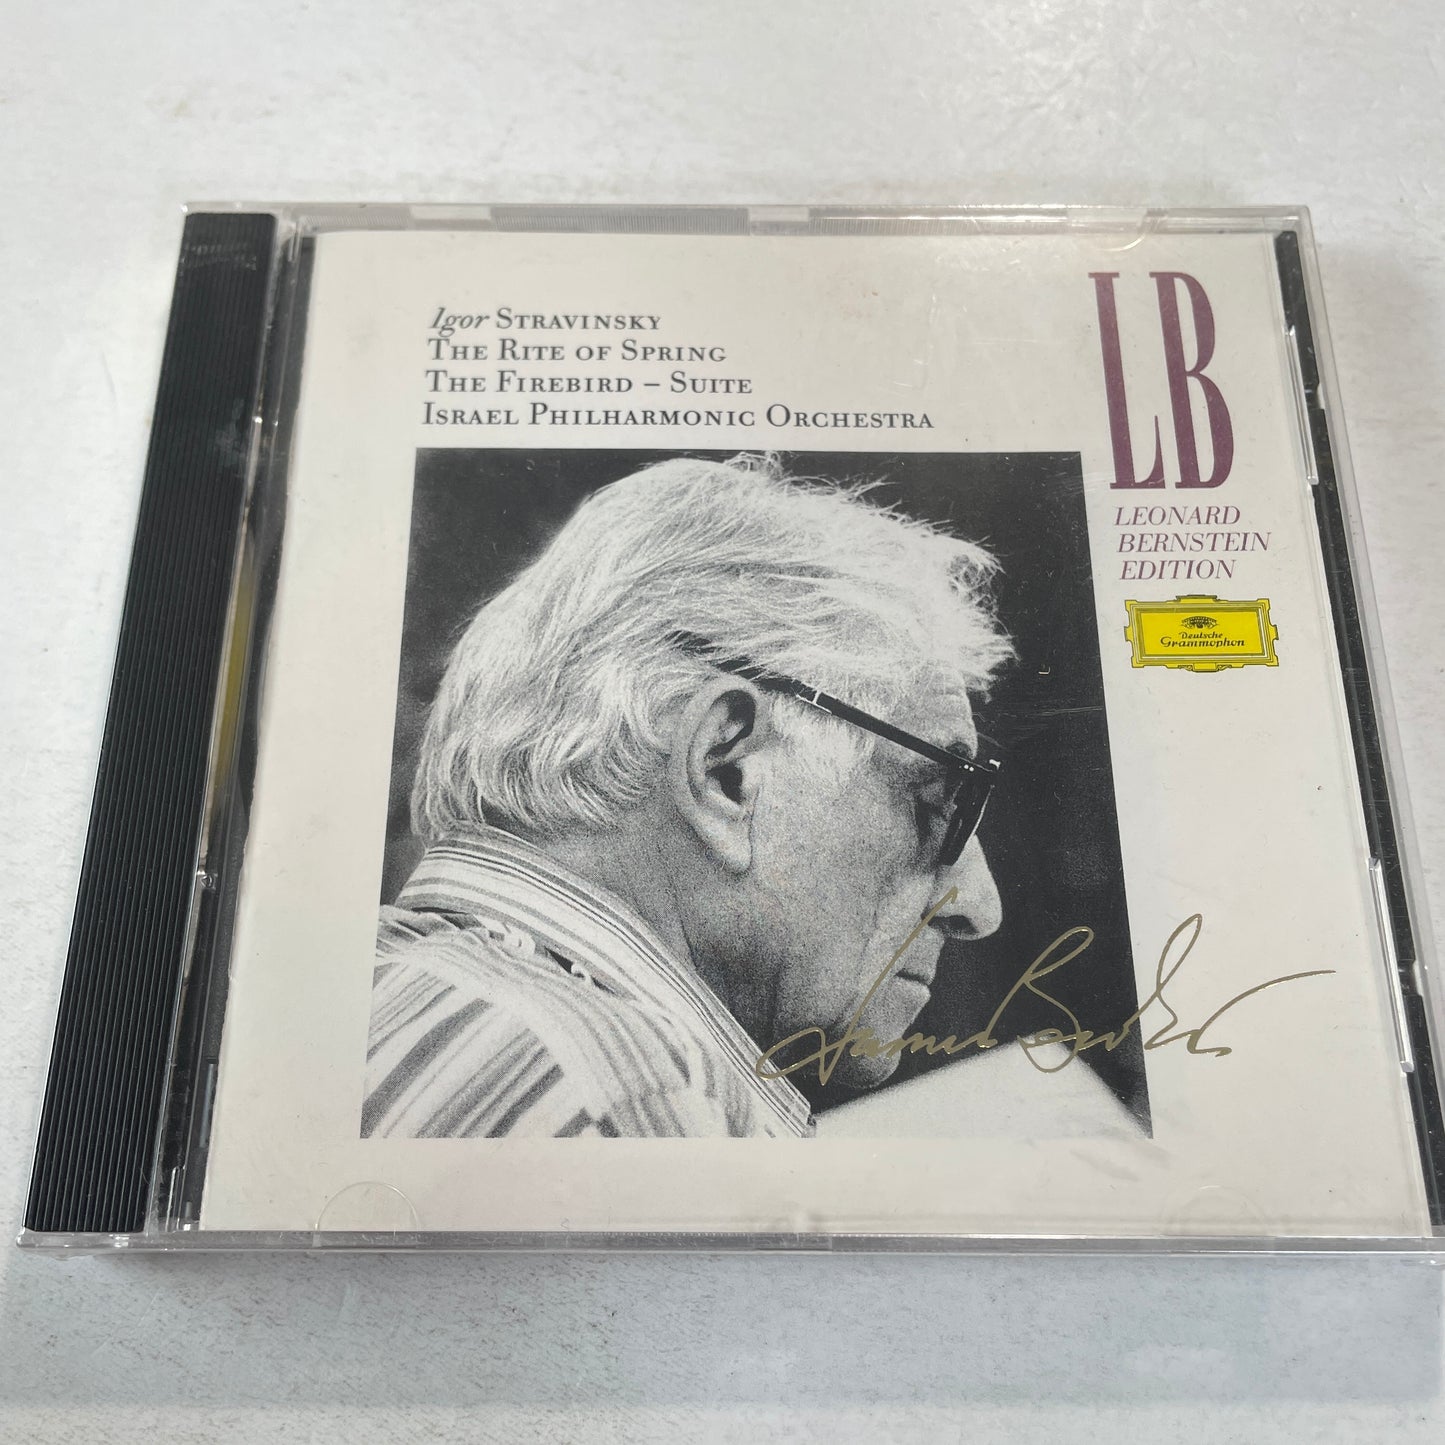 Igor STRAVINSKY
THE RITE OF SPRING
THE FIREBIRD – SUITE
ISRAEL PHILHARMONIC ORCHESTRA
LB
LEONARD
BERNSTEIN
EDITION
Deutsche
Grammophon